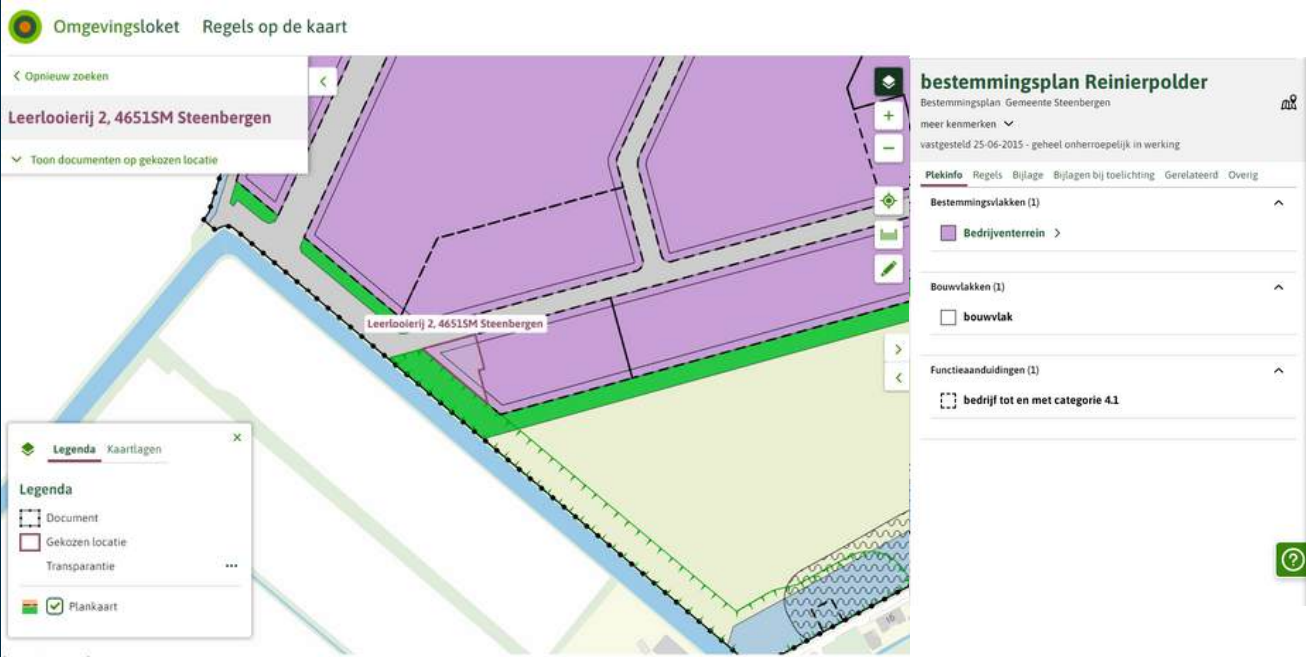 Omgevingsloket Regels op de kaart
Opnieuw zoeken
Leerlooierij 2, 4651SM Steenbergen
Toon documenten op gekozen locatie
Leerlooierij 2, 4651SM Steenbergen
10
Legenda Kaartlagen
Legenda
Document
Gekozen locatie
Transparantie
Plankaart
bestemmingsplan Reinierpolder
Bestemmingsplan Gemeente Steenbergen
meer kenmerken
vastgesteld 25-06-2015 - geheel onherroepelijk in werking
Plekinfo Regels Bijlage Bijlagen bij toelichting Gerelateerd Overig
Bestemmingsvlakken (1)
Bedrijventerrein
Bouwvlakken (1)
bouwvlak
Functieaanduidingen (1)
bedrijf tot en met categorie 4.1